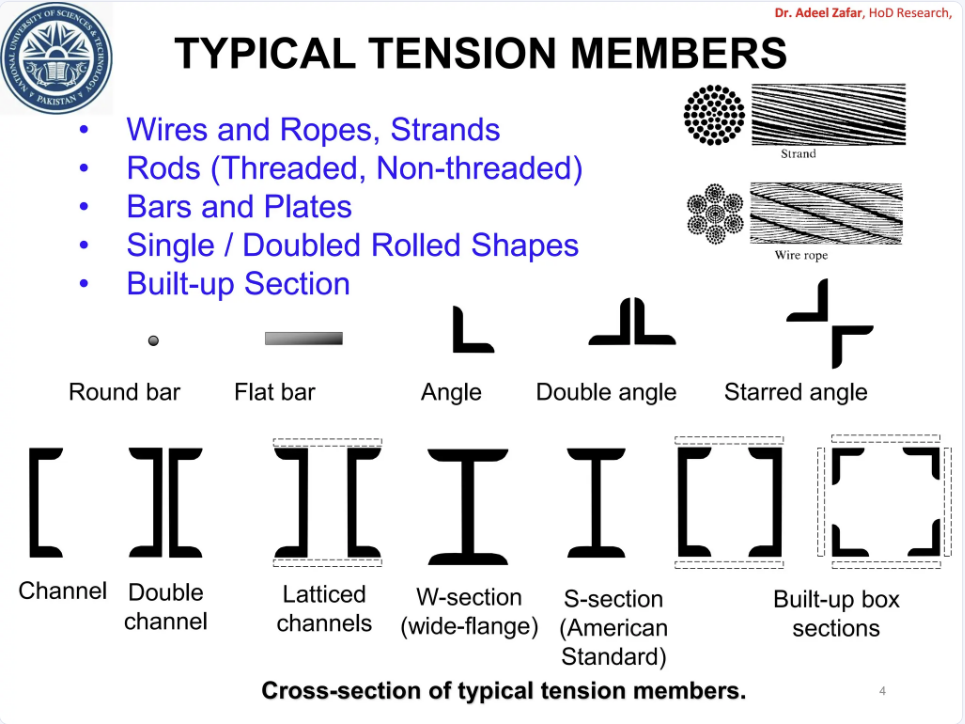 Dr. Adeel Zafar, HoD Research,
NATIONAL UNIVERSITY OF SCIENCES & TECHNOLOGY
PAKISTAN
TYPICAL TENSION MEMBERS
• Wires and Ropes, Strands
• Rods (Threaded, Non-threaded)
• Bars and Plates
• Single / Doubled Rolled Shapes
• Built-up Section
Strand
Wire rope
Round bar
Flat bar
Angle
Double angle
Starred angle
Channel
Double
channel
Latticed
channels
W-section
(wide-flange)
S-section
(American
Standard)
Built-up box
sections
Cross-section of typical tension members.
4